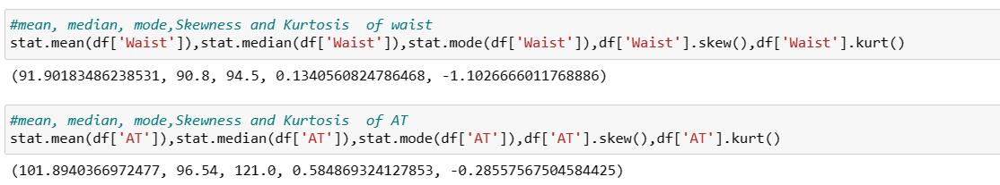 #mean, median, mode,Skewness and Kurtosis  of waist
stat.mean(df['Waist']),stat.median(df['Waist']),stat.mode(df['Waist']),df['Waist'].skew(),df['Waist'].kurt()
(91.90183486238531, 90.8, 94.5, 0.1340560824786468, -1.1026666011768886)
#mean, median, mode,Skewness and Kurtosis  of AT
stat.mean(df['AT']),stat.median(df['AT']),stat.mode(df['AT']),df['AT'].skew(),df['AT'].kurt()
(101.8940366972477, 96.54, 121.0, 0.584869324127853, -0.28557567504584425)